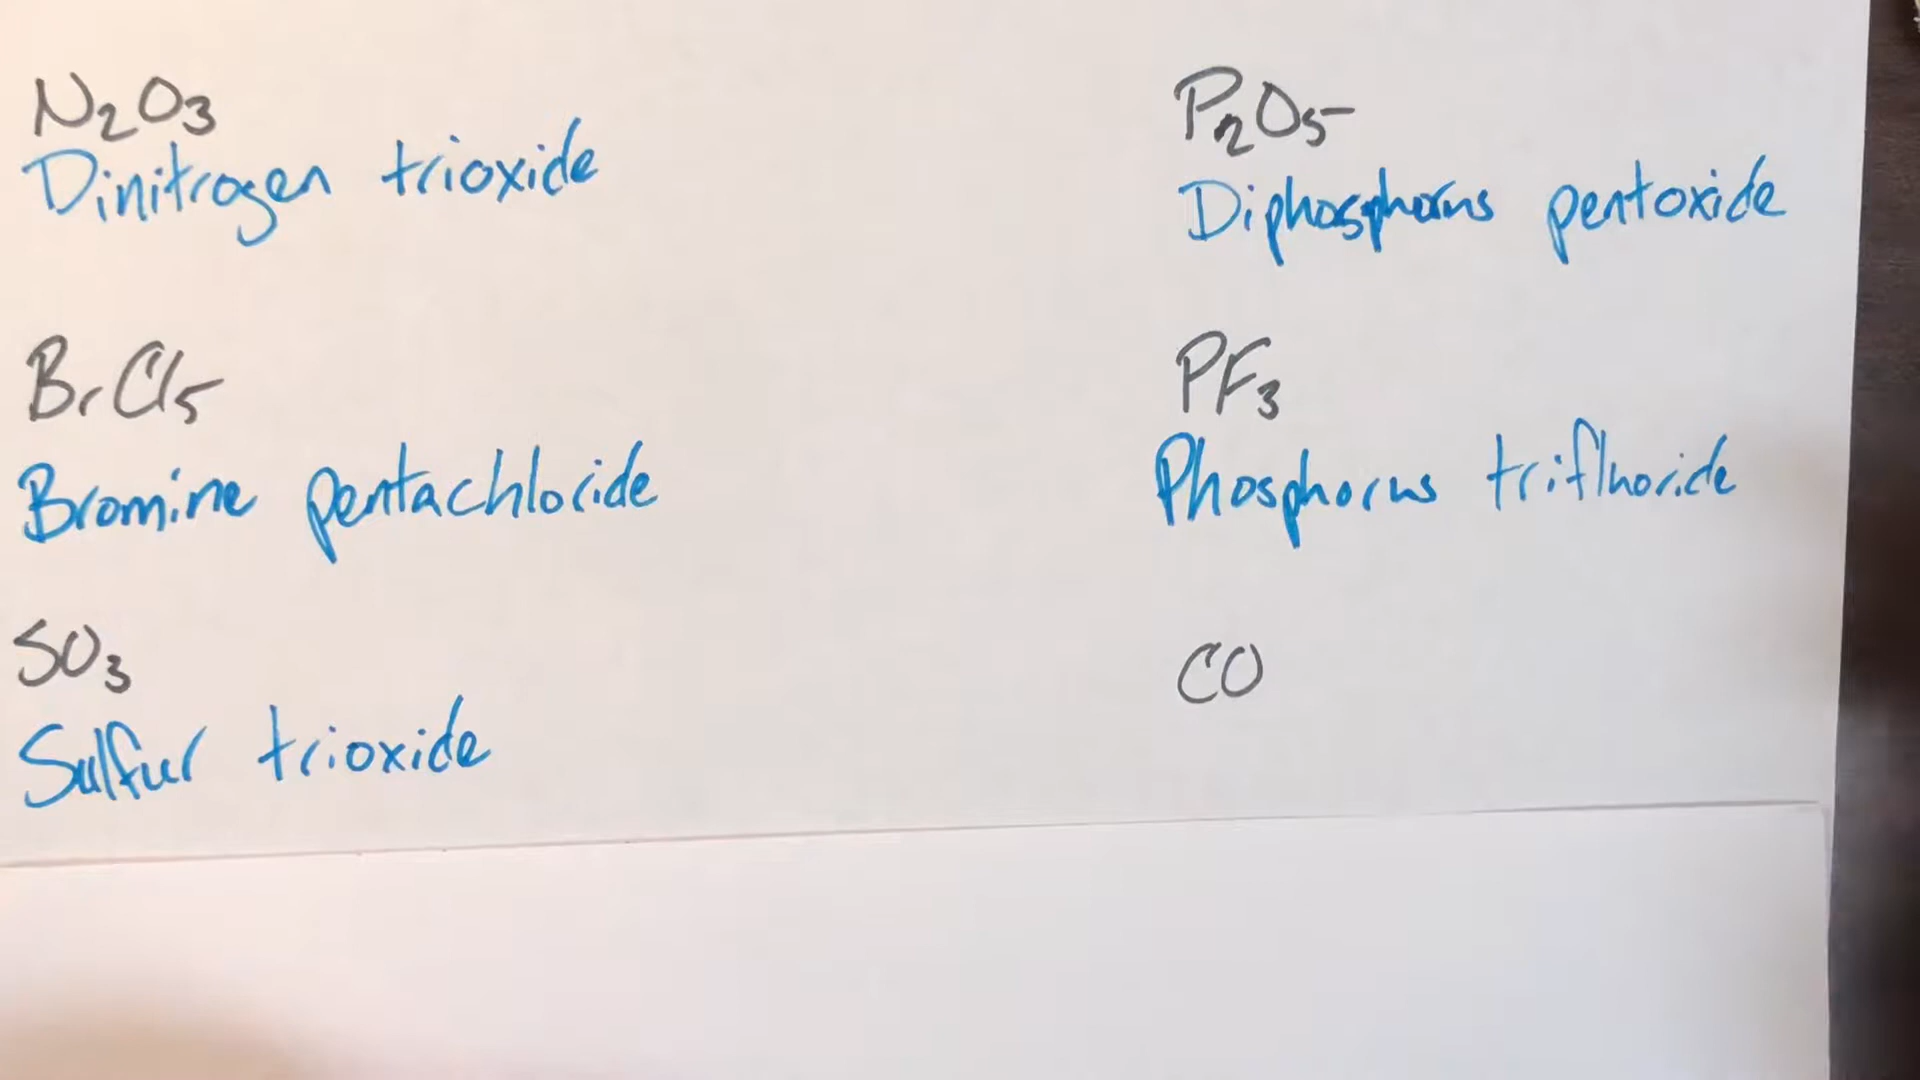 N₂O₃
Dinitrogen trioxide
BrCl₅
Bromine pentachloride
SO₃
Sulfur trioxide
P₂O₅
Diphosphorus pentoxide
PF₃
Phosphorus trifluoride
CO